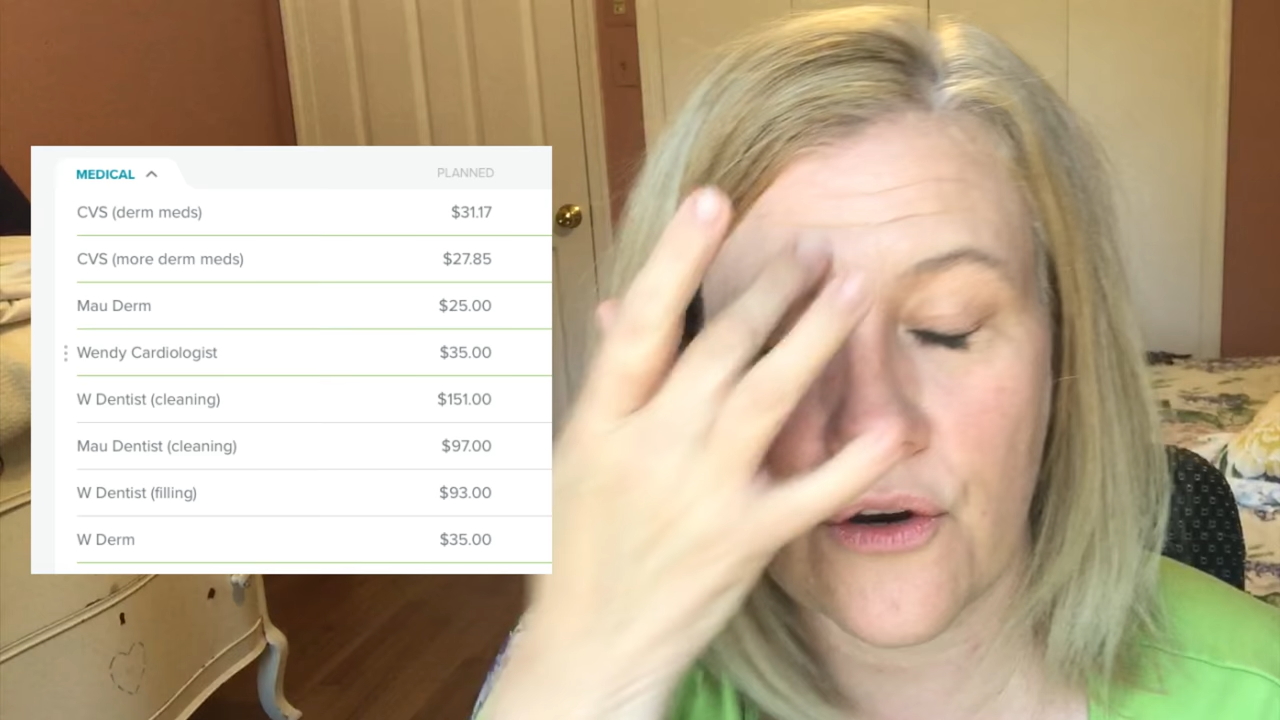 MEDICAL PLANNED
CVS (derm meds) $31.17
CVS (more derm meds) $27.85
Mau Derm $25.00
Wendy Cardiologist $35.00
W Dentist (cleaning) $151.00
Mau Dentist (cleaning) $97.00
W Dentist (filling) $93.00
W Derm $35.00